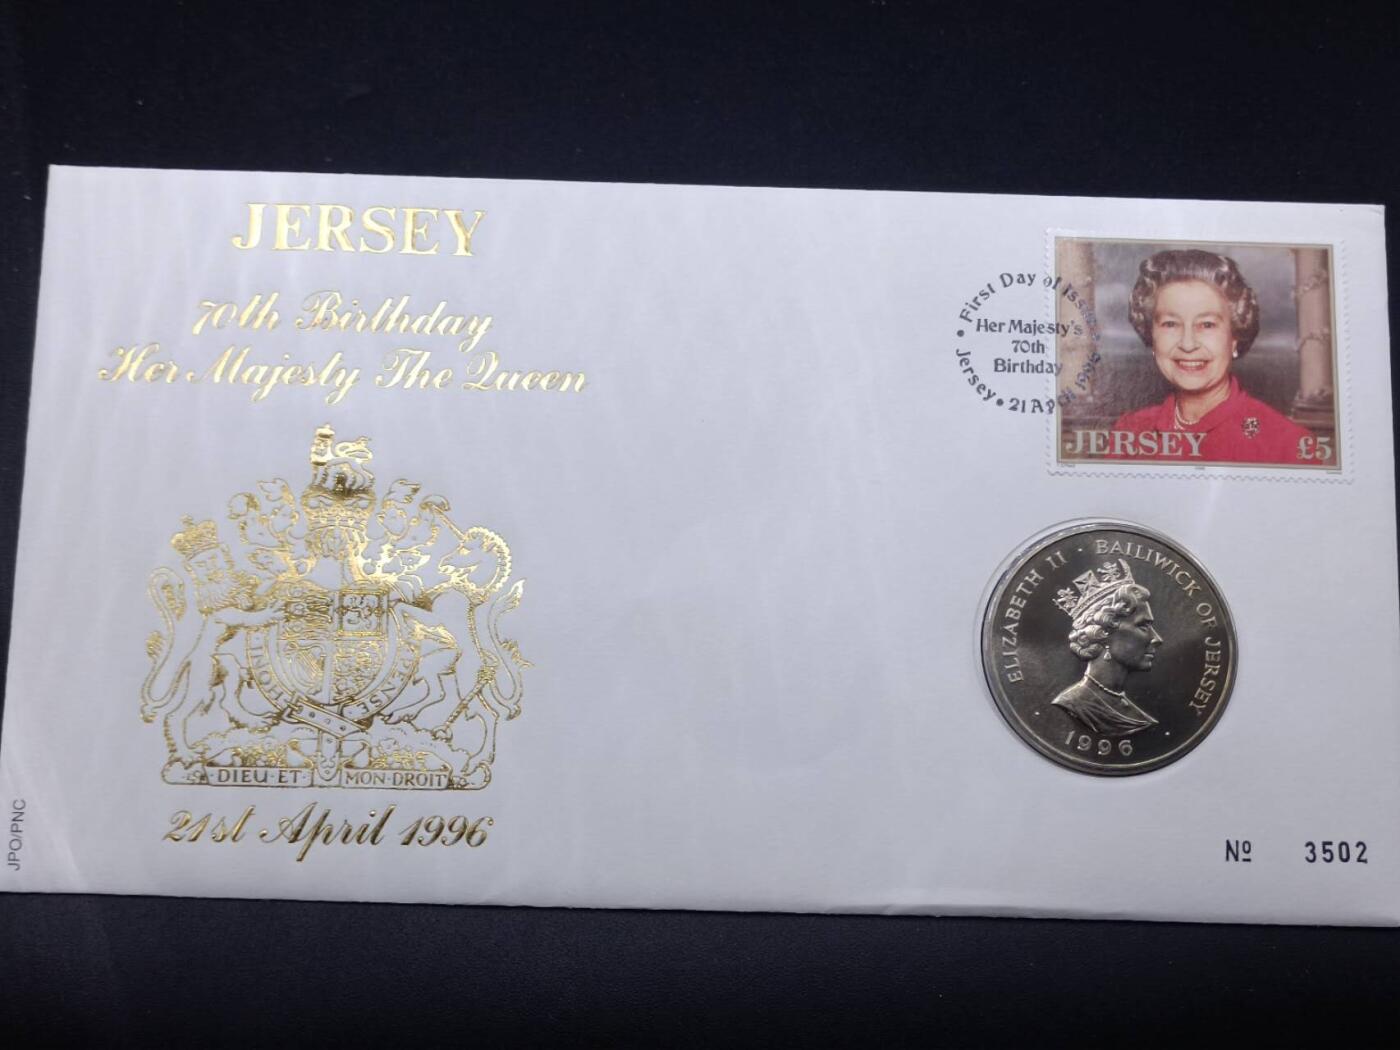 JERSEY
70th Birthday
Her Majesty The Queen
HONI PENSE
DIEU·ET MON·DROIT
21st April 1996
JPO/PNC
First Day of Issue
Her Majesty's
70th
Birthday
Jersey • 21 April 1996
JERSEY £5
ELIZABETH II · BAILIWICK OF JERSEY
1996
Nº 3502